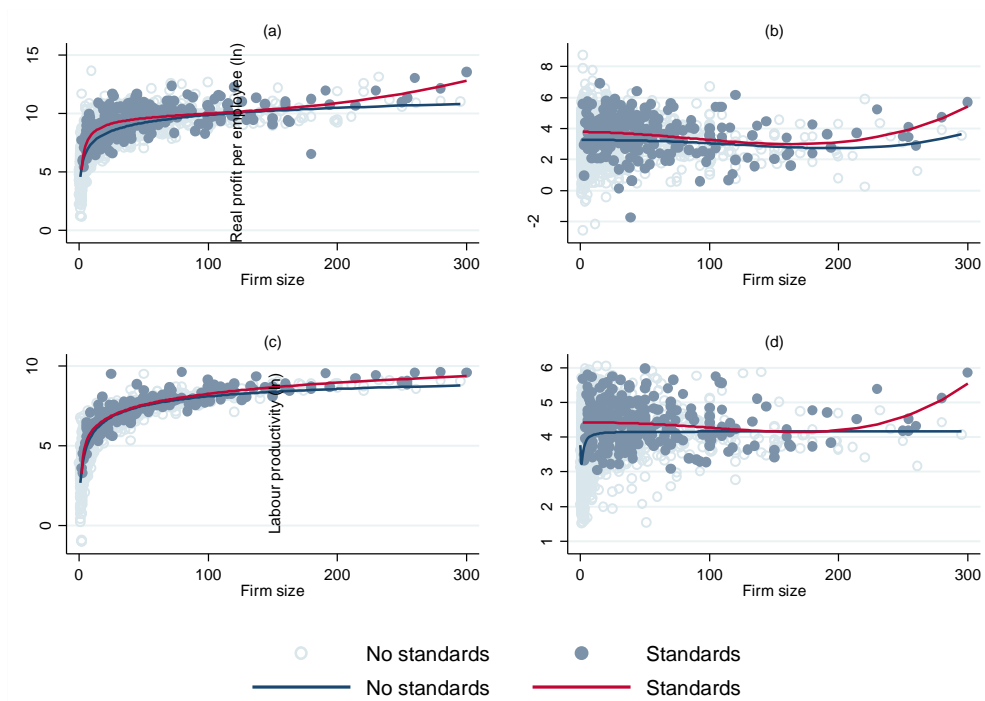 (a)
15
10
5
0
Real profit per employee (ln)
0 100 200 300
Firm size
(b)
8
6
4
2
0
-2
0 100 200 300
Firm size
(c)
10
5
0
Labour productivity (ln)
0 100 200 300
Firm size
(d)
6
5
4
3
2
1
0 100 200 300
Firm size
No standards Standards
No standards Standards